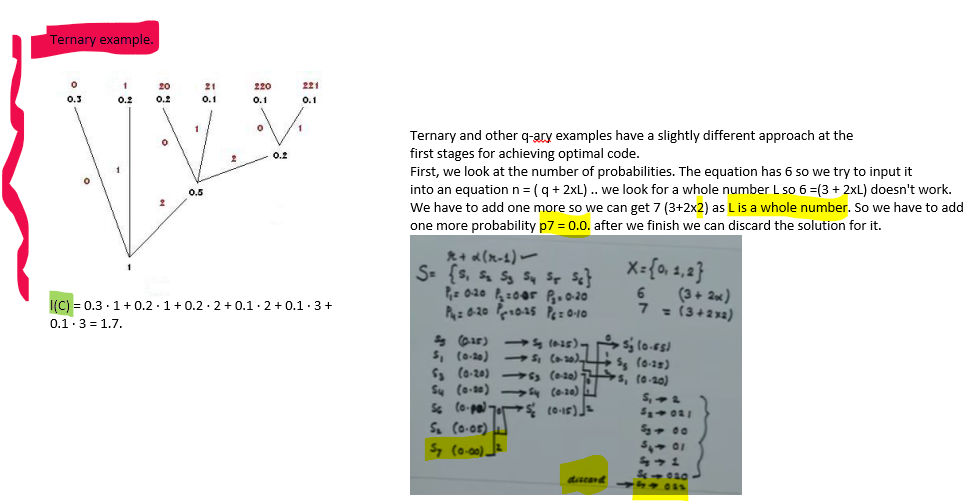 Ternary example.
0 1 20 21 220 221
0.3 0.2 0.2 0.1 0.1 0.1
0 1 0 1 0 1
2
0.2
0.5
2
1
l(C) = 0.3 · 1 + 0.2 · 1 + 0.2 · 2 + 0.1 · 2 + 0.1 · 3 +
0.1 · 3 = 1.7.
Ternary and other q-ary examples have a slightly different approach at the
first stages for achieving optimal code.
First, we look at the number of probabilities. The equation has 6 so we try to input it
into an equation n = ( q + 2xL) .. we look for a whole number L so 6 =(3 + 2xL) doesn't work.
We have to add one more so we can get 7 (3+2x2) as L is a whole number. So we have to add
one more probability p7 = 0.0. after we finish we can discard the solution for it.
r + α(r-1)
S = {S₁ S₂ S₃ S₄ S₅ S₆} X = {0, 1, 2}
P₁ = 0.20 P₂ = 0.05 P₃ = 0.20 6 (3 + 2α)
P₄ = 0.20 P₅ = 0.25 P₆ = 0.10 7 = (3 + 2x2)
S₅ (0.25) → S₅ (0.25) 0 → S₃' (0.55)
S₁ (0.20) → S₁ (0.20) → S₅ (0.25)
S₃ (0.20) → S₃ (0.20) → S₁ (0.20)
S₄ (0.20) → S₄ (0.20) 1
S₆ (0.10) 0 → S₆' (0.15) 2
S₂ (0.05) 1
S₇ (0.00) 2
S₁ → 2
S₂ → 021
S₃ → 00
S₄ → 01
S₅ → 1
S₆ → 020
discard → S₇ → 022